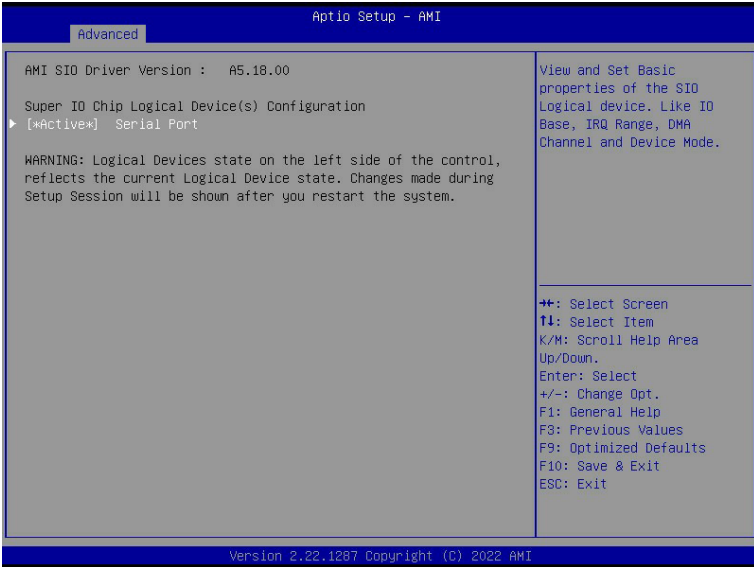 Aptio Setup – AMI
Advanced
AMI SIO Driver Version : A5.18.00
Super IO Chip Logical Device(s) Configuration
[*Active*] Serial Port
WARNING: Logical Devices state on the left side of the control,
reflects the current Logical Device state. Changes made during
Setup Session will be shown after you restart the system.
View and Set Basic
properties of the SIO
Logical device. Like IO
Base, IRQ Range, DMA
Channel and Device Mode.
→←: Select Screen
↑↓: Select Item
K/M: Scroll Help Area
Up/Down.
Enter: Select
+/-: Change Opt.
F1: General Help
F3: Previous Values
F9: Optimized Defaults
F10: Save & Exit
ESC: Exit
Version 2.22.1287 Copyright (C) 2022 AMI